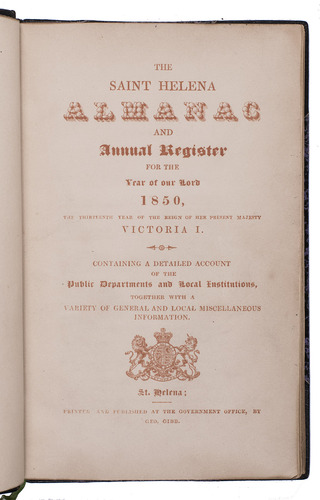 THE
SAINT HELENA
ALMANAC
AND
Annual Register
FOR THE
Year of our Lord
1850,
THE THIRTEENTH YEAR OF THE REIGN OF HER PRESENT MAJESTY
VICTORIA I.
CONTAINING A DETAILED ACCOUNT
OF THE
Public Departments and Local Institutions,
TOGETHER WITH A
VARIETY OF GENERAL AND LOCAL MISCELLANEOUS
INFORMATION.
St. Helena;
PRINTED AND PUBLISHED AT THE GOVERNMENT OFFICE, BY
GEO. GIBB.